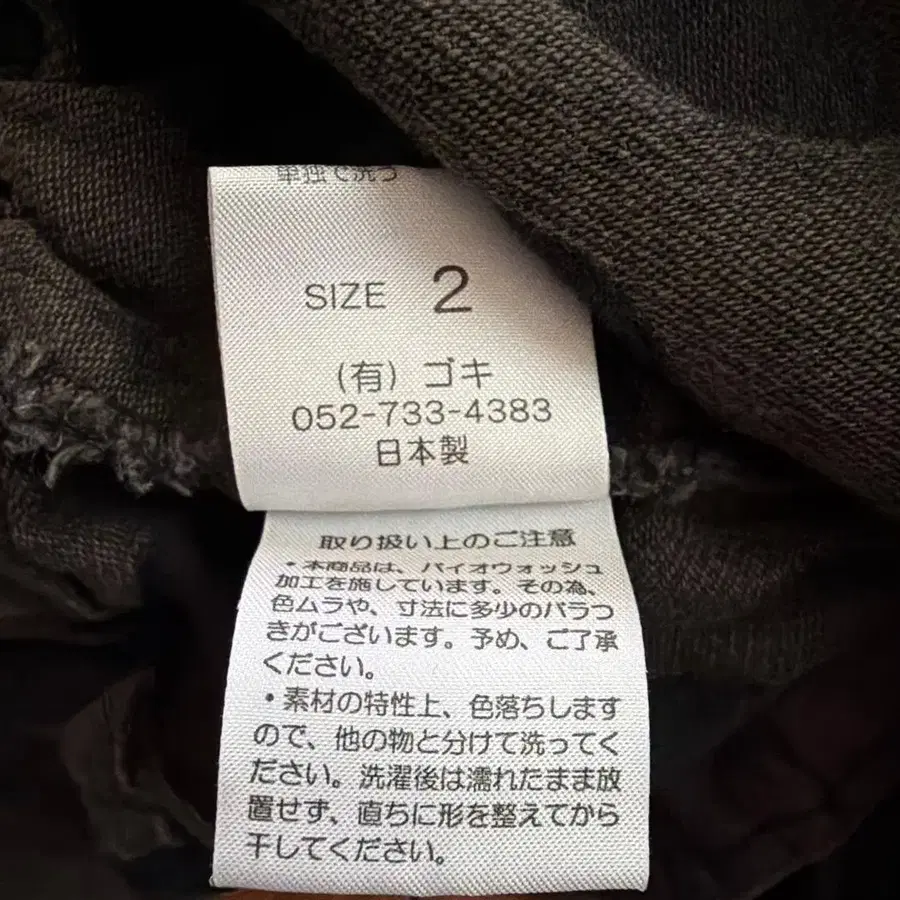 単独で洗う
SIZE 2
(有) ゴキ
052-733-4383
日本製
取り扱い上のご注意
・本商品は、バイオウォッシュ
加工を施しています。その為、
色ムラや、寸法に多少のバラつ
きがございます。予め、ご了承
ください。
・素材の特性上、色落ちします
ので、他の物と分けて洗ってく
ださい。洗濯後は濡れたまま放
置せず、直ちに形を整えてから
干してください。